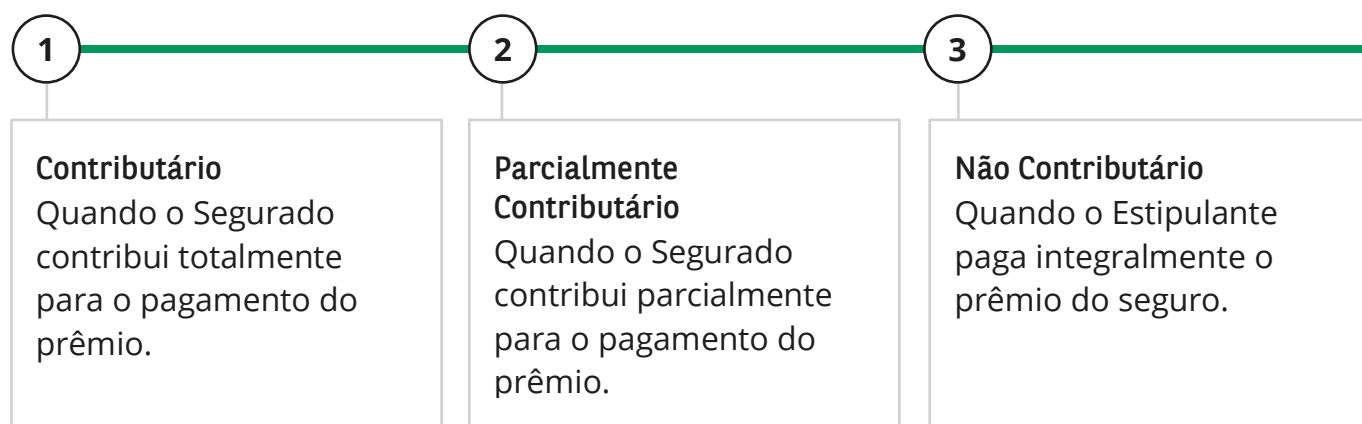 1
Contributário
Quando o Segurado
contribui totalmente
para o pagamento do
prêmio.
2
Parcialmente
Contributário
Quando o Segurado
contribui parcialmente
para o pagamento do
prêmio.
3
Não Contributário
Quando o Estipulante
paga integralmente o
prêmio do seguro.